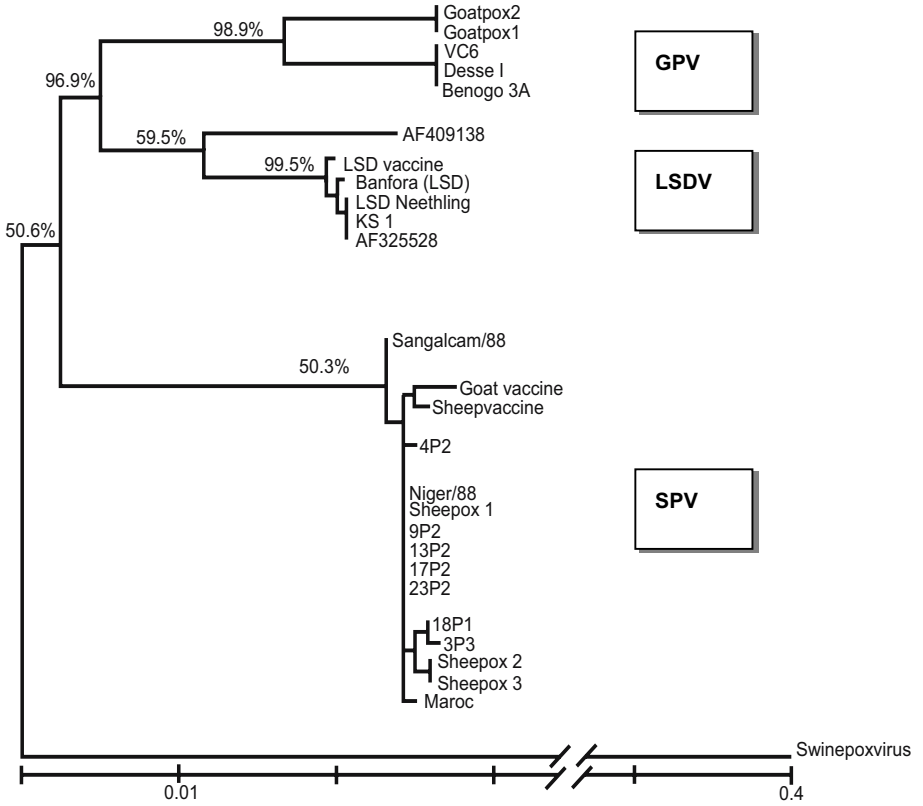 Goatpox2
98.9%
Goatpox1
VC6
GPV
Desse I
96.9%
Benogo 3A
AF409138
59.5%
99.5%
LSD vaccine
Banfora (LSD)
LSDV
LSD Neethling
KS 1
50.6%
AF325528
Sangalcam/88
50.3%
Goat vaccine
Sheepvaccine
4P2
Niger/88
SPV
Sheepox 1
9P2
13P2
17P2
23P2
18P1
3P3
Sheepox 2
Sheepox 3
Maroc
Swinepoxvirus
0.01
0.4